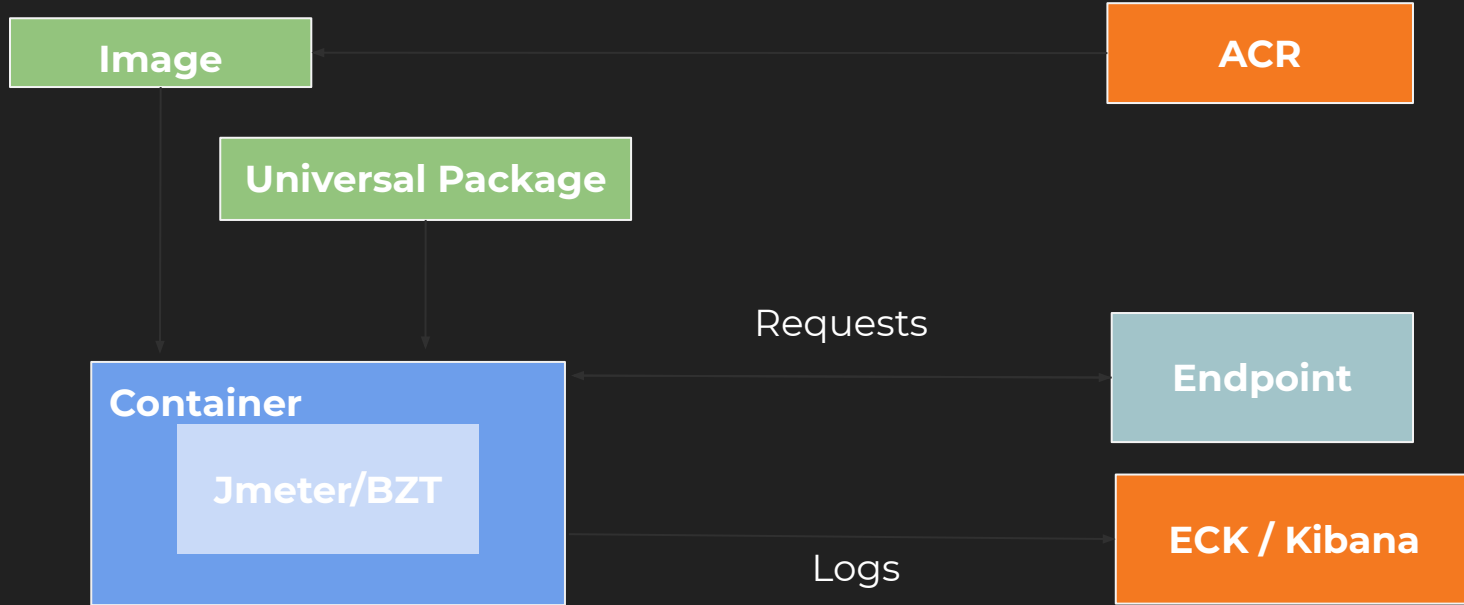 Image
ACR
Universal Package
Requests
Endpoint
Container
Jmeter/BZT
ECK / Kibana
Logs